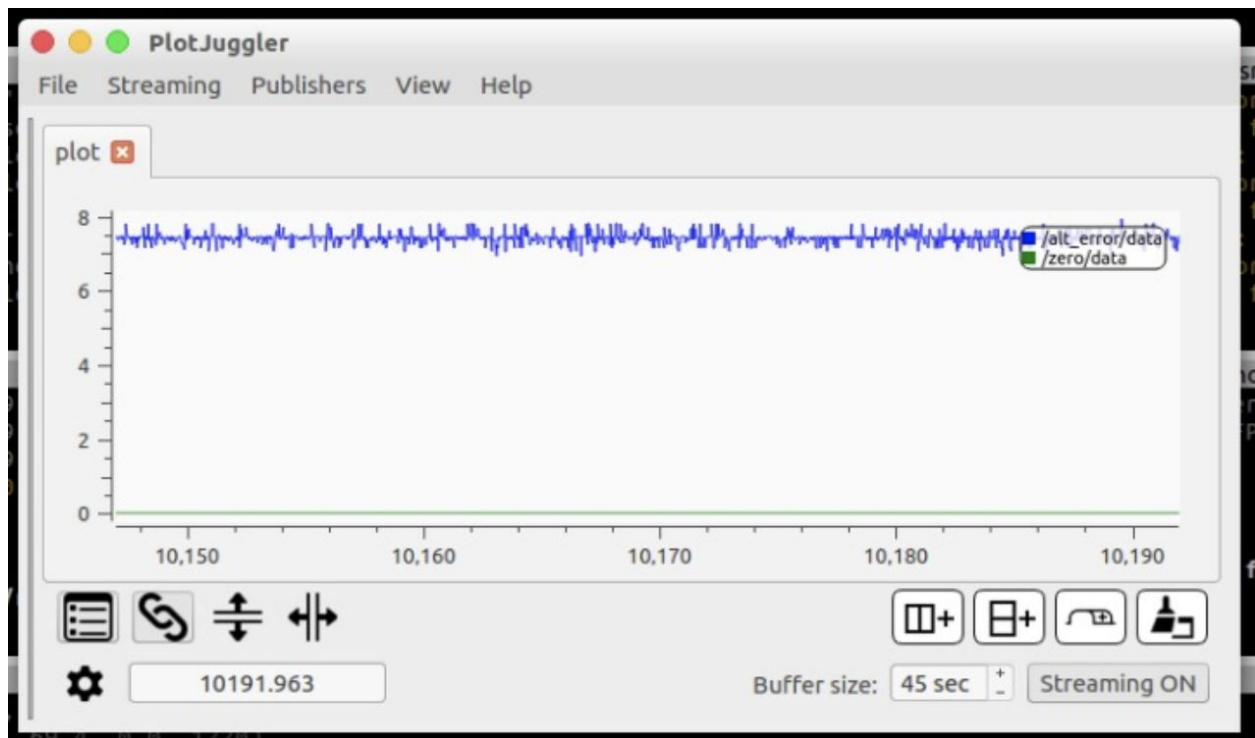 PlotJuggler
File Streaming Publishers View Help
plot
8
6
4
2
0
/alt_error/data
/zero/data
10,150 10,160 10,170 10,180 10,190
10191.963
Buffer size: 45 sec + - Streaming ON